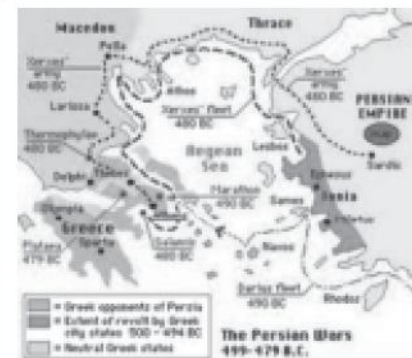 Macedon
Thrace
Pella
Xerxes'
army
480 BC
Xerxes'
army
480 BC
Athos
Xerxes' fleet
480 BC
PERSIAN
EMPIRE
Larissa
Lesbos
Sardis
Thermopylae
480 BC
Aegean
Sea
Delphi
Thebes
Marathon
490 BC
Ionia
Samos
Miletus
Olympia
Greece
Sparta
Plataea
479 BC
Salamis
480 BC
Naxos
Darius fleet
490 BC
Rhodes
= Greek opponents of Persia
= Extent of revolt by Greek
city states 500 - 494 BC
= Neutral Greek states
The Persian Wars
499-479 B.C.